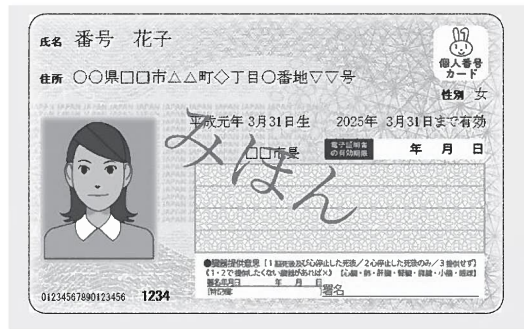 氏名 番号 花子
個人番号
カード
住所 ○○県□□市△△町◇丁目○番地▽▽号
性別 女
平成元年 3月31日生 2025年 3月31日まで有効
□□市長
電子証明書
の有効期限
年 月 日
みほん
●臓器提供意思【1 脳死後及び心停止した死後/2 心停止した死後のみ/3 提供せず】
《1・2で提供したくない臓器があれば×》【心臓・肺・肝臓・腎臓・膵臓・小腸・眼球】
署名年月日 年 月 日
特記欄
署名
01234567890123456 1234